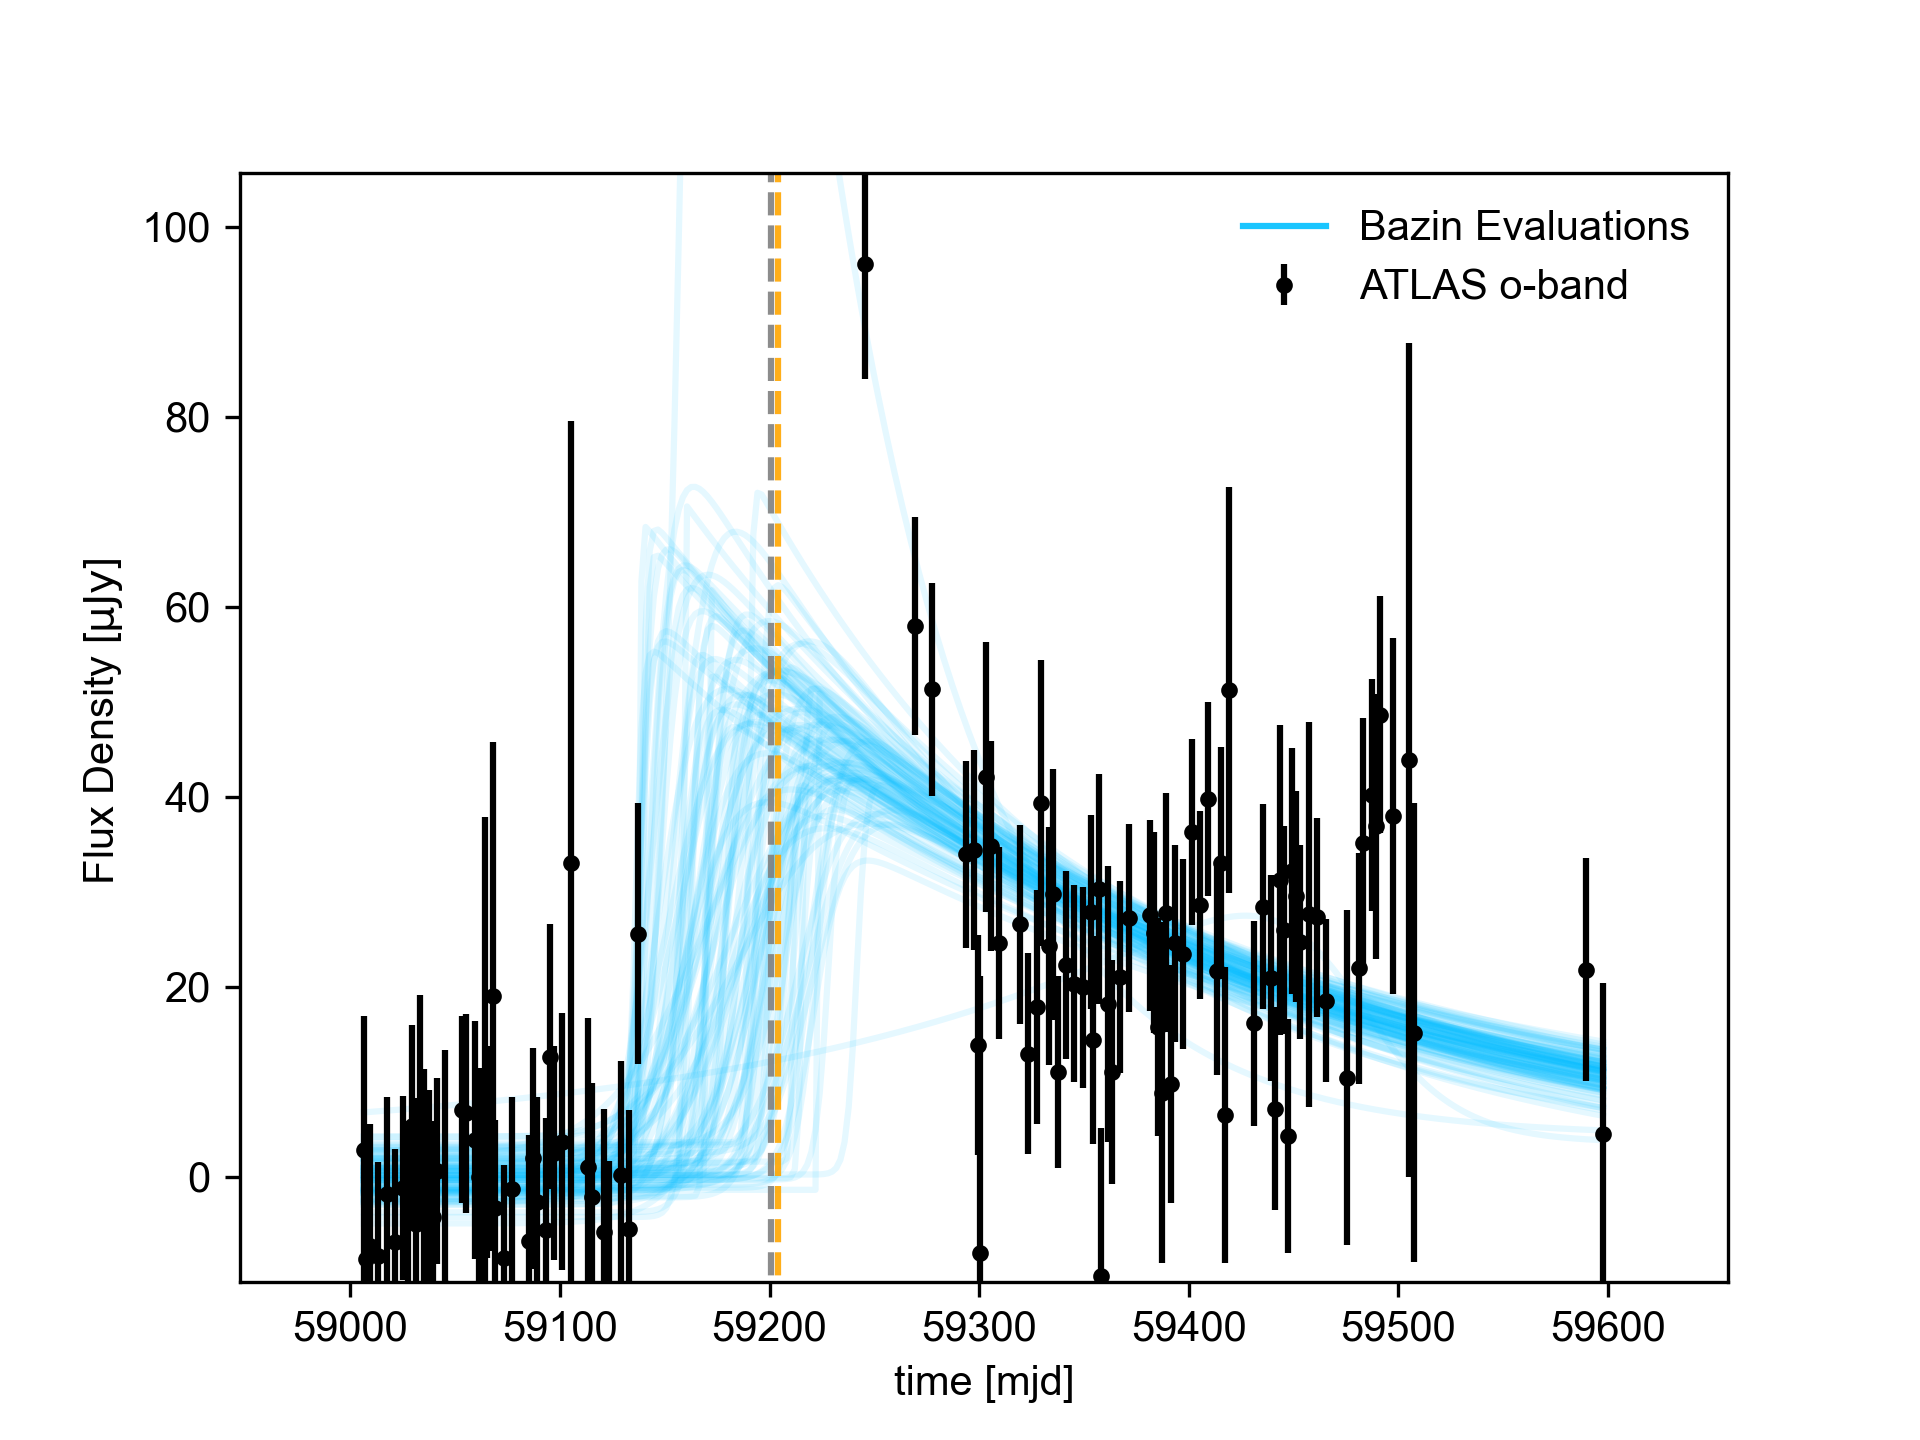 Bazin Evaluations
ATLAS o-band
100
80
60
40
20
0
Flux Density [μJy]
59000 59100 59200 59300 59400 59500 59600
time [mjd]